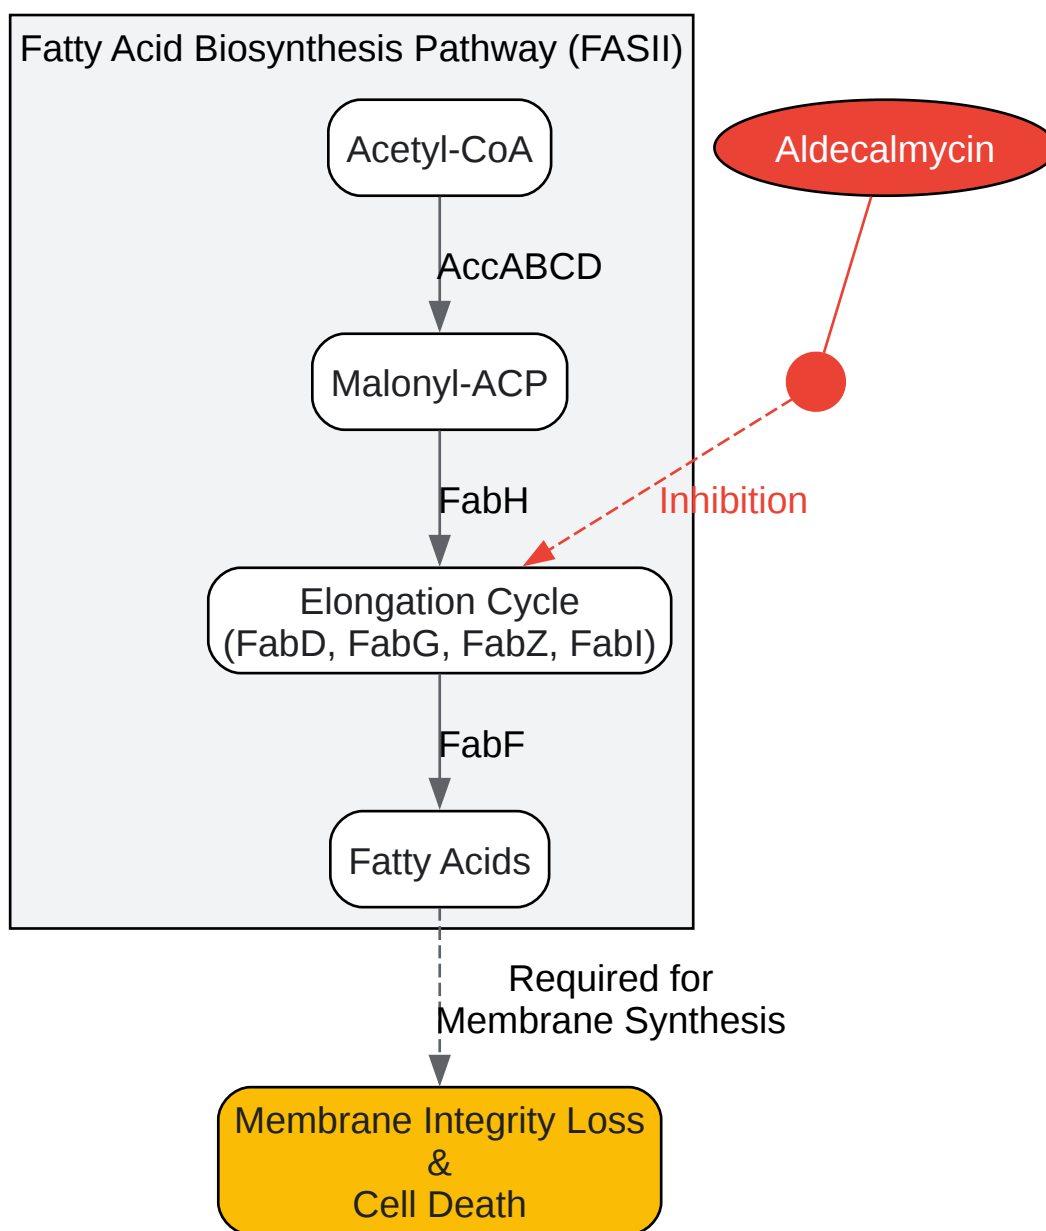 Fatty Acid Biosynthesis Pathway (FASII)
Acetyl-CoA
Aldecalmycin
AccABCD
Malonyl-ACP
FabH
Inhibition
Elongation Cycle
(FabD, FabG, FabZ, FabI)
FabF
Fatty Acids
Required for
Membrane Synthesis
Membrane Integrity Loss
&
Cell Death